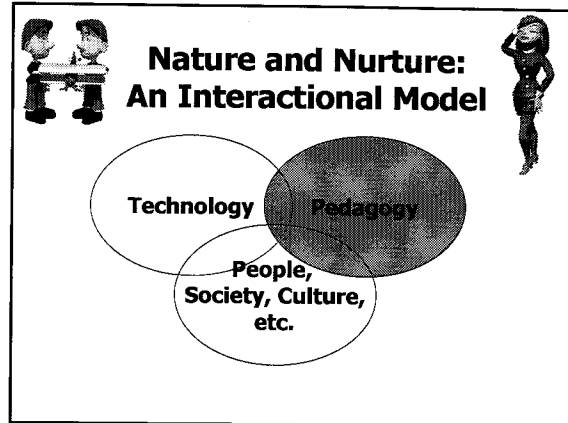 Nature and Nurture:
An Interactional Model
Technology
Pedagogy
People,
Society, Culture,
etc.